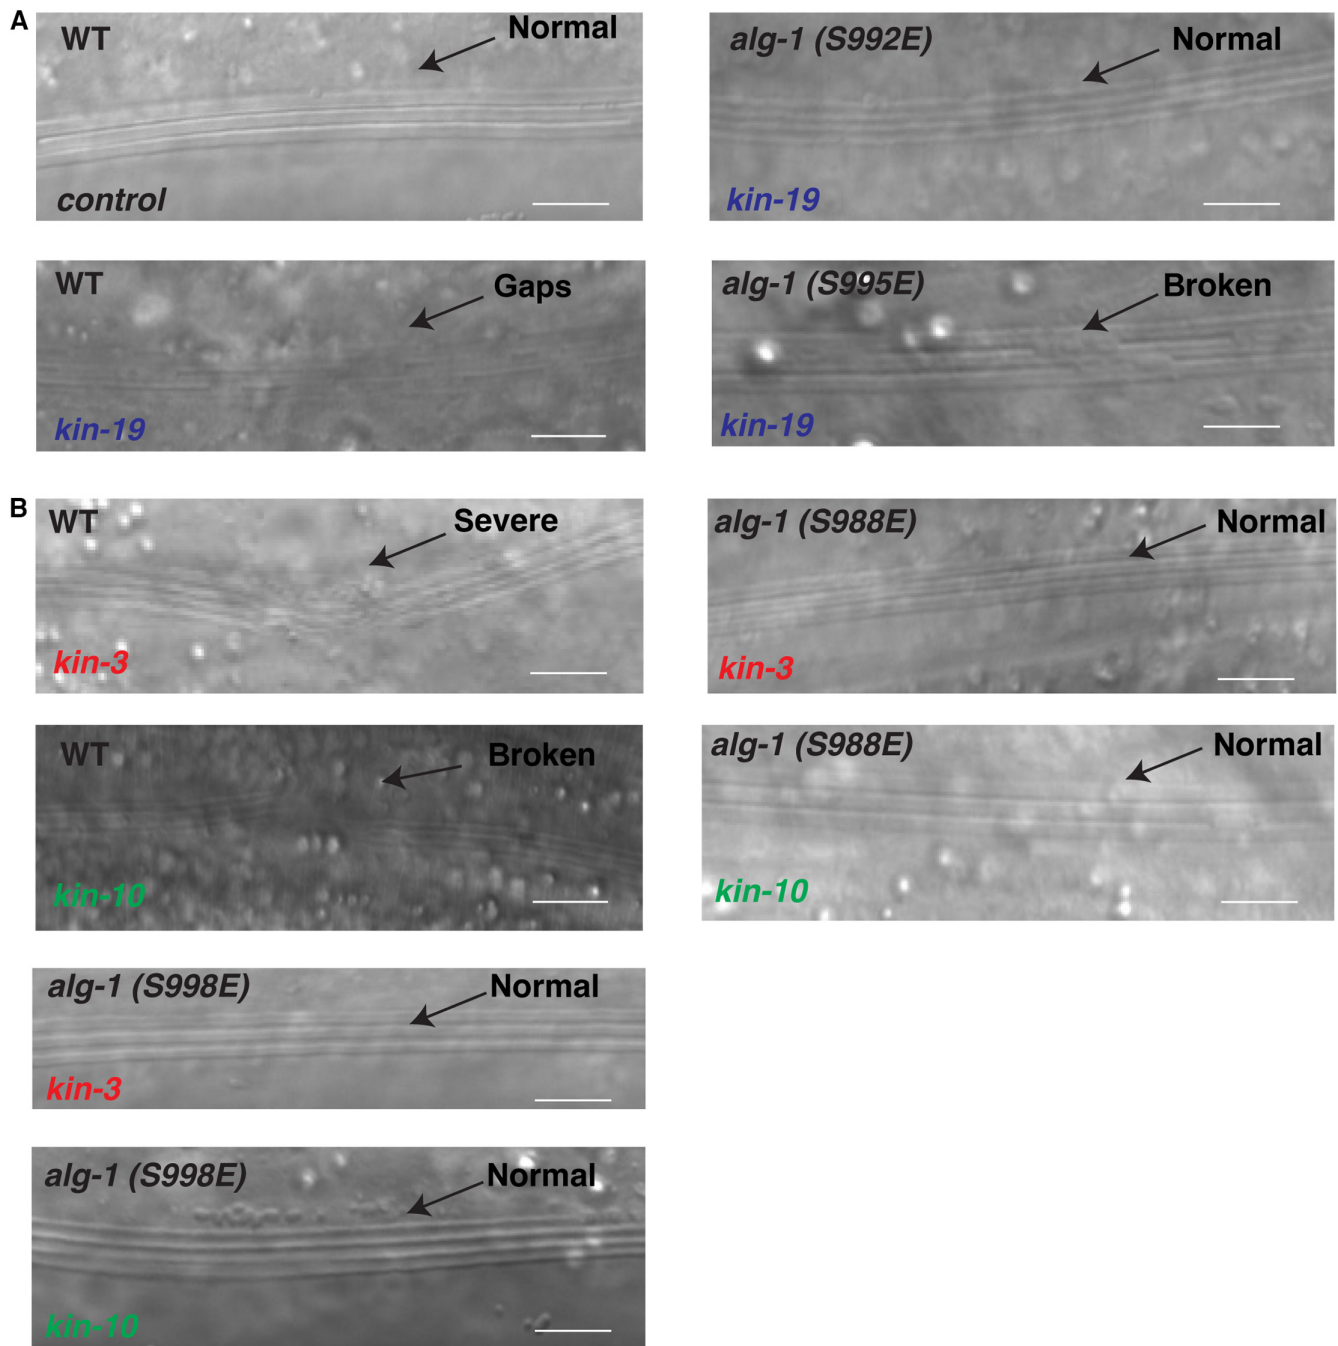 A
WT
Normal
control
alg-1 (S992E)
Normal
kin-19
WT
Gaps
kin-19
alg-1 (S995E)
Broken
kin-19
B
WT
Severe
kin-3
alg-1 (S988E)
Normal
kin-3
WT
Broken
kin-10
alg-1 (S988E)
Normal
kin-10
alg-1 (S998E)
Normal
kin-3
alg-1 (S998E)
Normal
kin-10